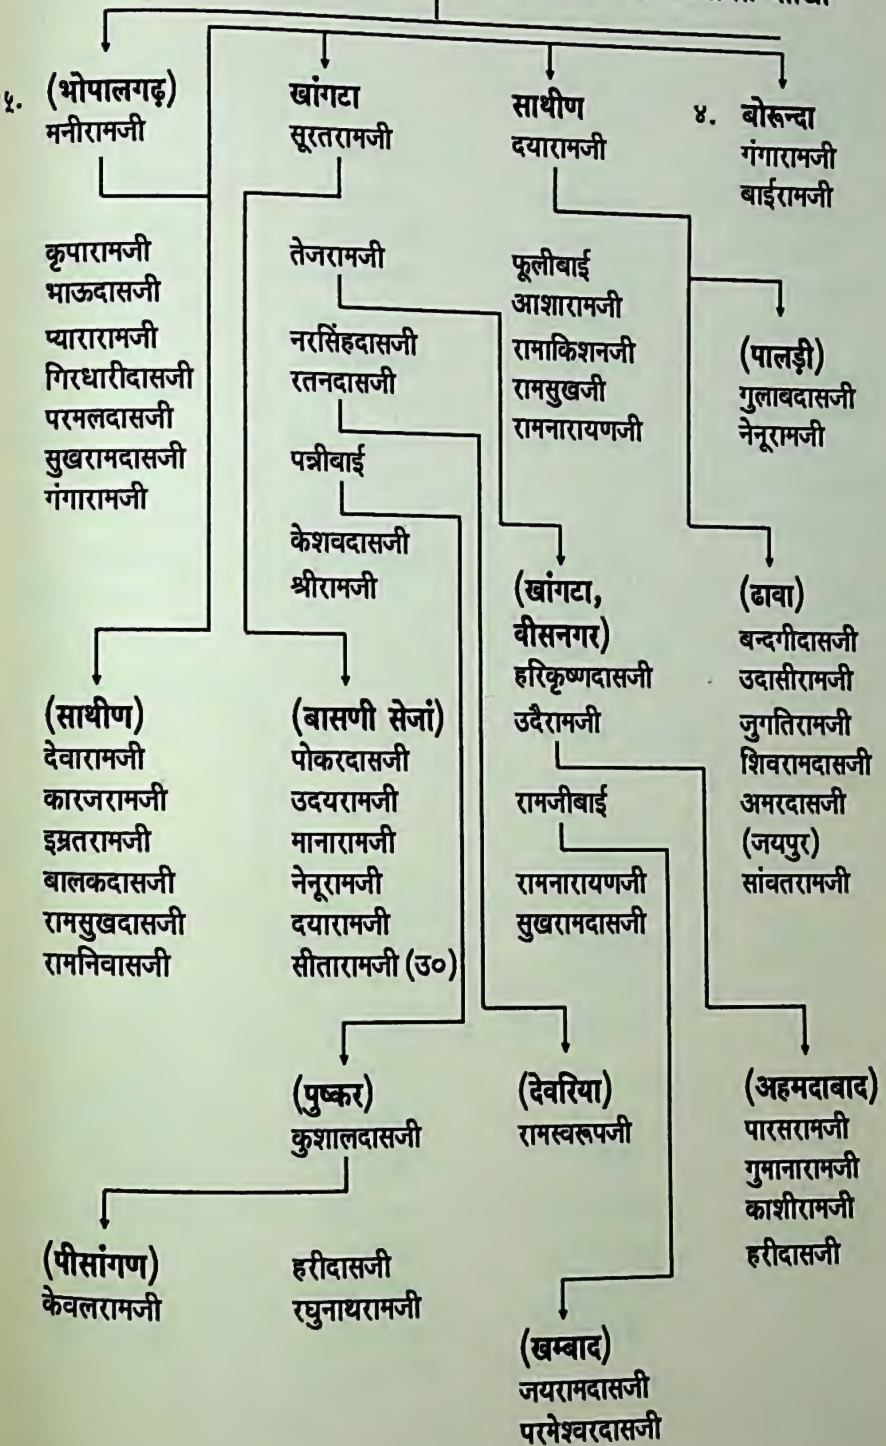 ५. (भोपालगढ़)
मनीरामजी
खांगटा
सूरतरामजी
साथीण
दयारामजी
४. बोरून्दा
गंगारामजी
बाईरामजी
कृपारामजी
भाऊदासजी
प्यारारामजी
गिरधारीदासजी
परमलदासजी
सुखरामदासजी
गंगारामजी
तेजरामजी
नरसिंहदासजी
रतनदासजी
पन्नीबाई
केशवदासजी
श्रीरामजी
फूलीबाई
आशारामजी
रामाकिशनजी
रामसुखजी
रामनारायणजी
(पालड़ी)
गुलाबदासजी
नेनूरामजी
(खांगटा,
वीसनगर)
हरिकृष्णदासजी
उदैरामजी
रामजीबाई
रामनारायणजी
सुखरामदासजी
(ढावा)
बन्दगीदासजी
उदासीरामजी
जुगतिरामजी
शिवरामदासजी
अमरदासजी
(जयपुर)
सांवतरामजी
(साथीण)
देवारामजी
कारजरामजी
इम्रतरामजी
बालकदासजी
रामसुखदासजी
रामनिवासजी
(बासणी सेजां)
पोकरदासजी
उदयरामजी
मानारामजी
नेनूरामजी
दयारामजी
सीतारामजी (उ०)
(पुष्कर)
कुशालदासजी
(देवरिया)
रामस्वरूपजी
(अहमदाबाद)
पारसरामजी
गुमानारामजी
काशीरामजी
हरीदासजी
(पीसांगण)
केवलरामजी
हरीदासजी
रघुनाथरामजी
(खम्बाद)
जयरामदासजी
परमेश्वरदासजी